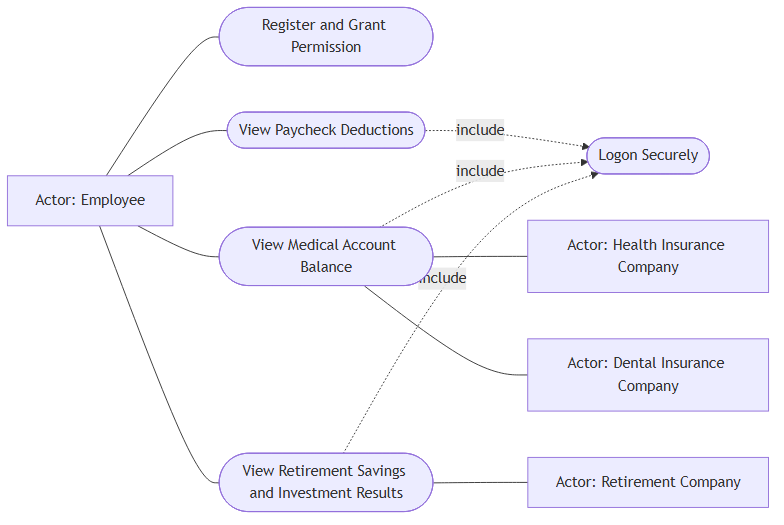 Register and Grant
Permission
View Paycheck Deductions
include
Logon Securely
include
Actor: Employee
View Medical Account
Balance
Actor: Health Insurance
Company
include
Actor: Dental Insurance
Company
View Retirement Savings
and Investment Results
Actor: Retirement Company